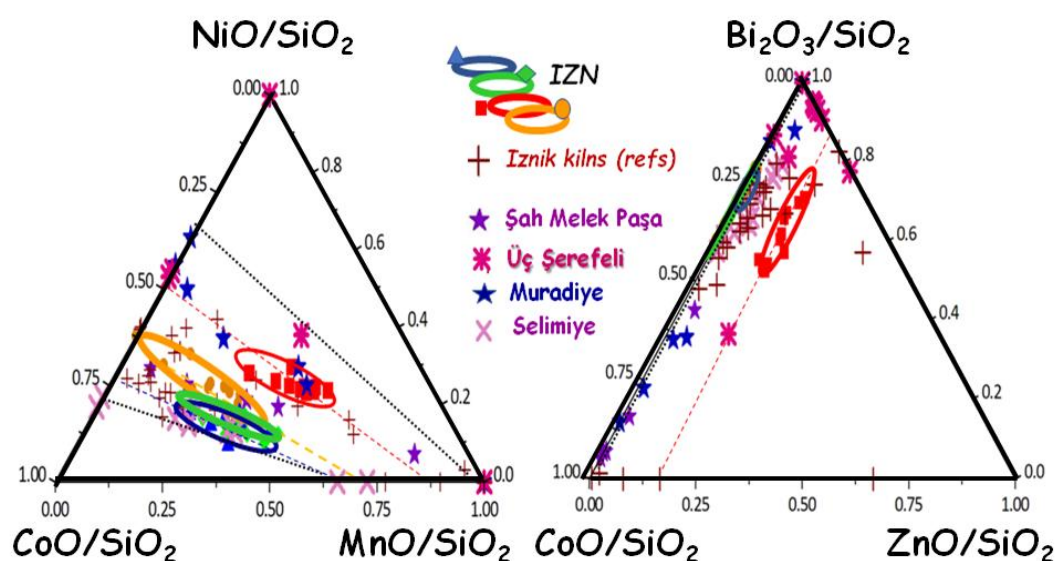 NiO/SiO₂
0.00
1.0
0.25
0.8
0.50
0.6
0.75
0.4
0.2
1.00
0.0
0.00
0.25
0.50
0.75
1.00
CoO/SiO₂
MnO/SiO₂
IZN
Iznik kilns (refs)
Şah Melek Paşa
Üç Şerefeli
Muradiye
Selimiye
Bi₂O₃/SiO₂
0.00
1.0
0.25
0.8
0.50
0.6
0.75
0.4
0.2
1.00
0.0
0.00
0.25
0.50
0.75
1.00
CoO/SiO₂
ZnO/SiO₂